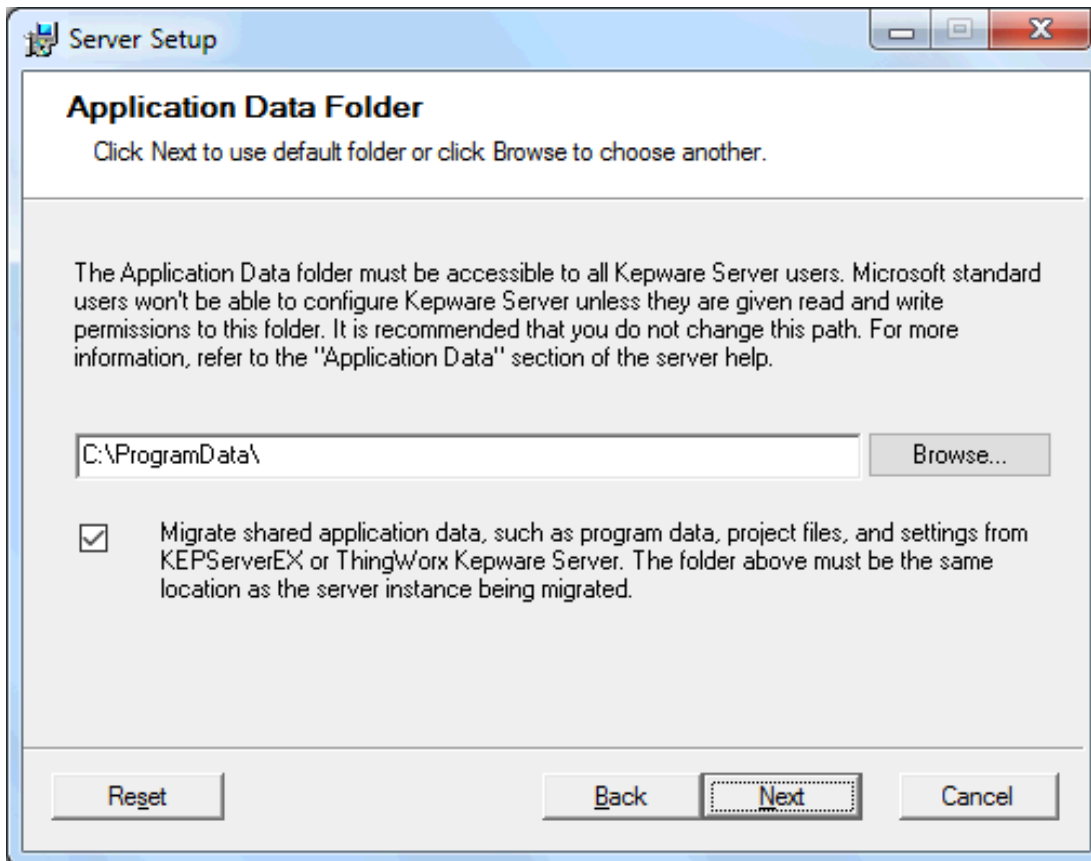 Server Setup
Application Data Folder
Click Next to use default folder or click Browse to choose another.
The Application Data folder must be accessible to all Kepware Server users. Microsoft standard
users won't be able to configure Kepware Server unless they are given read and write
permissions to this folder. It is recommended that you do not change this path. For more
information, refer to the "Application Data" section of the server help.
C:\ProgramData\
Browse...
Migrate shared application data, such as program data, project files, and settings from
KEPServerEX or ThingWorx Kepware Server. The folder above must be the same
location as the server instance being migrated.
Reset
Back
Next
Cancel